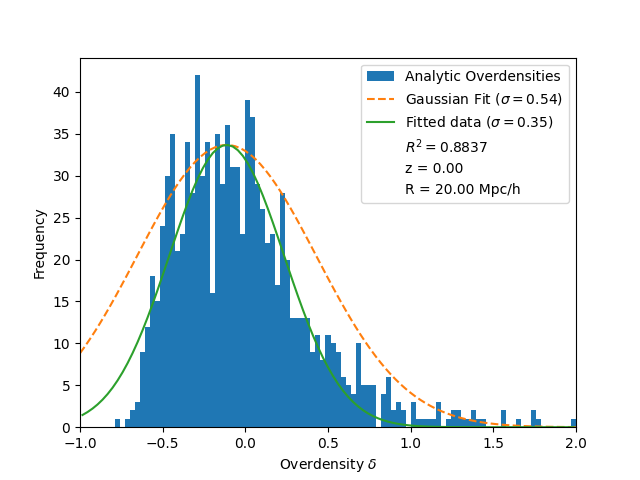 Analytic Overdensities
Gaussian Fit (σ = 0.54)
Fitted data (σ = 0.35)
R² = 0.8837
z = 0.00
R = 20.00 Mpc/h
Frequency
40
35
30
25
20
15
10
5
0
−1.0 −0.5 0.0 0.5 1.0 1.5 2.0
Overdensity δ